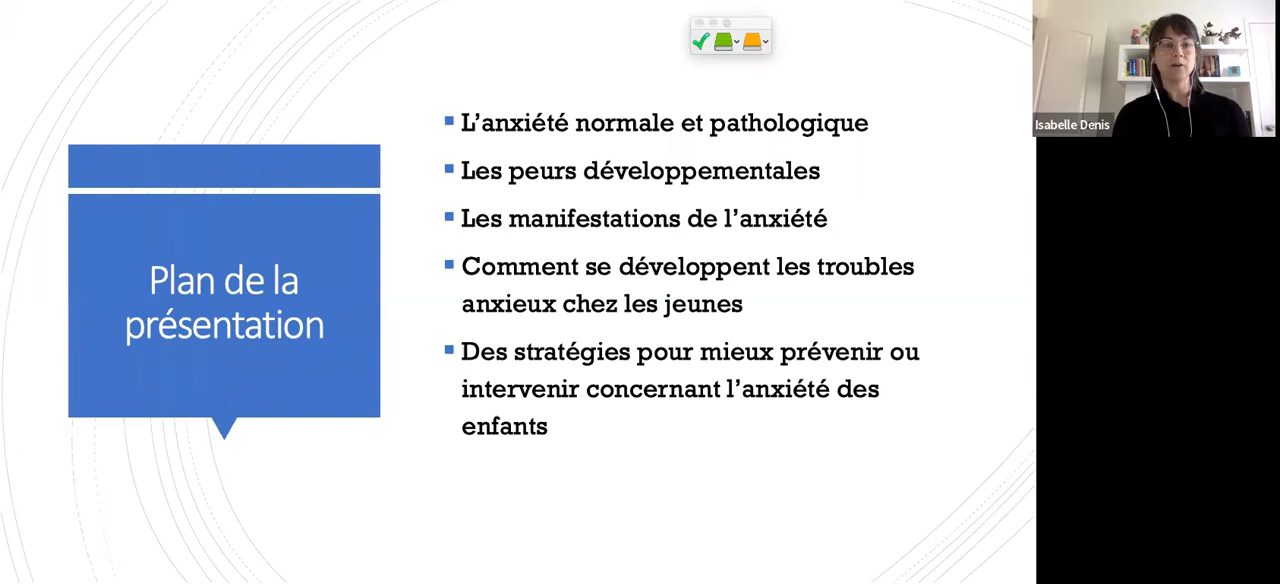 Plan de la
présentation
L’anxiété normale et pathologique
Les peurs développementales
Les manifestations de l’anxiété
Comment se développent les troubles
anxieux chez les jeunes
Des stratégies pour mieux prévenir ou
intervenir concernant l’anxiété des
enfants
Isabelle Denis